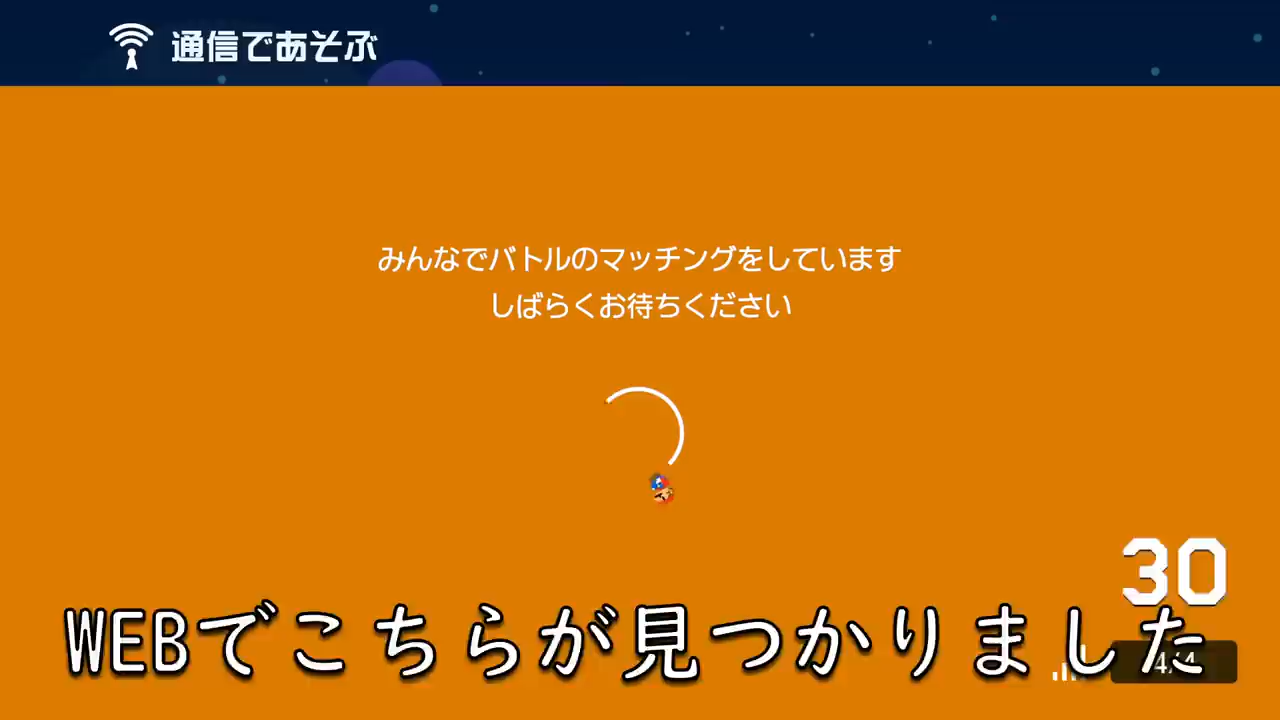 通信であそぶ
みんなでバトルのマッチングをしています
しばらくお待ちください
30
WEBでこちらが見つかりました
4/4